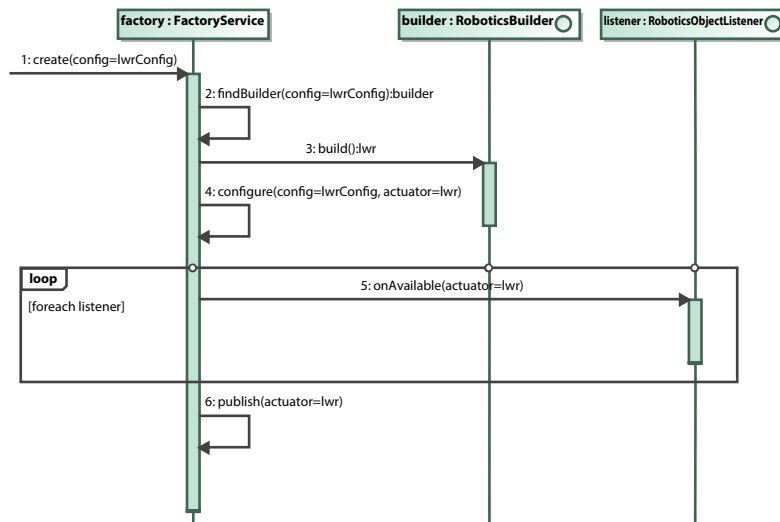 factory : FactoryService
builder : RoboticsBuilder
listener : RoboticsObjectListener
1: create(config=lwrConfig)
2: findBuilder(config=lwrConfig):builder
3: build():lwr
4: configure(config=lwrConfig, actuator=lwr)
loop
5: onAvailable(actuator=lwr)
[foreach listener]
6: publish(actuator=lwr)